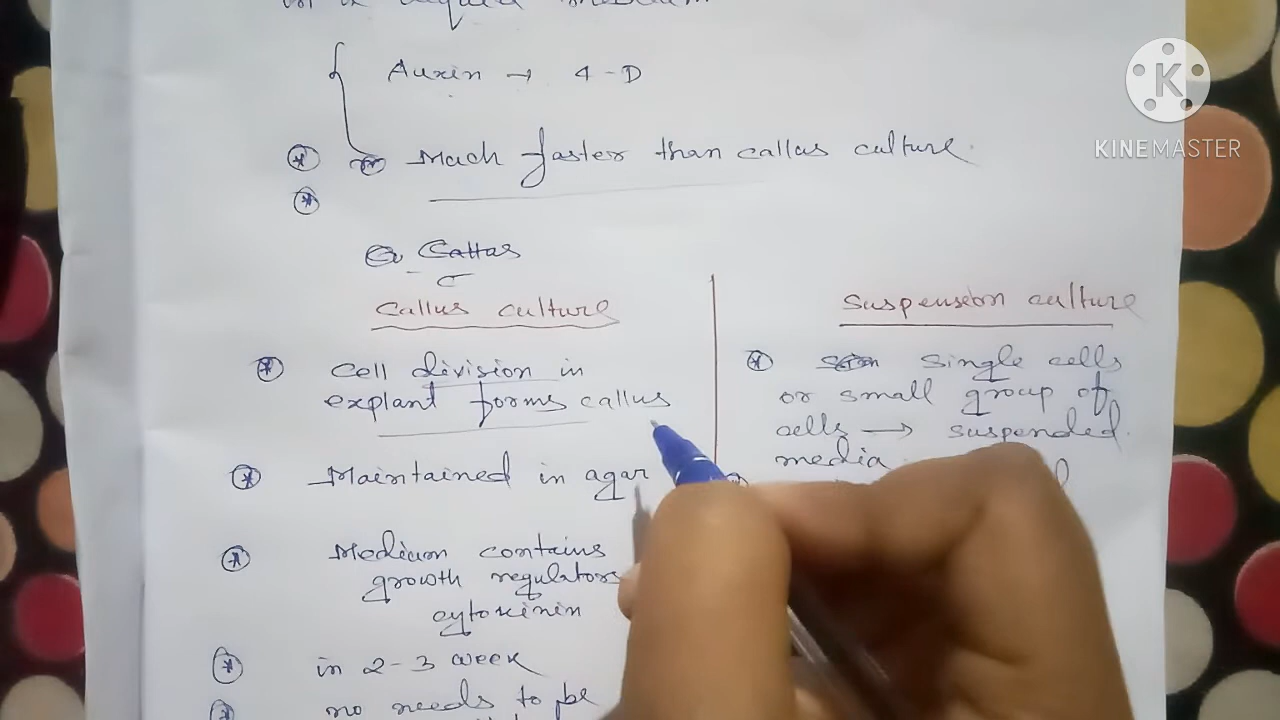 Auxin → 4-D
Much faster than callus culture.
Callus culture
Suspension culture
Cell division in
explant forms callus
Single cells
or small group of
cells → suspended
media.
Maintained in agar
Medium contains
growth regulators
cytoxinin
in 2-3 week
no needs to be
K
KINEMASTER